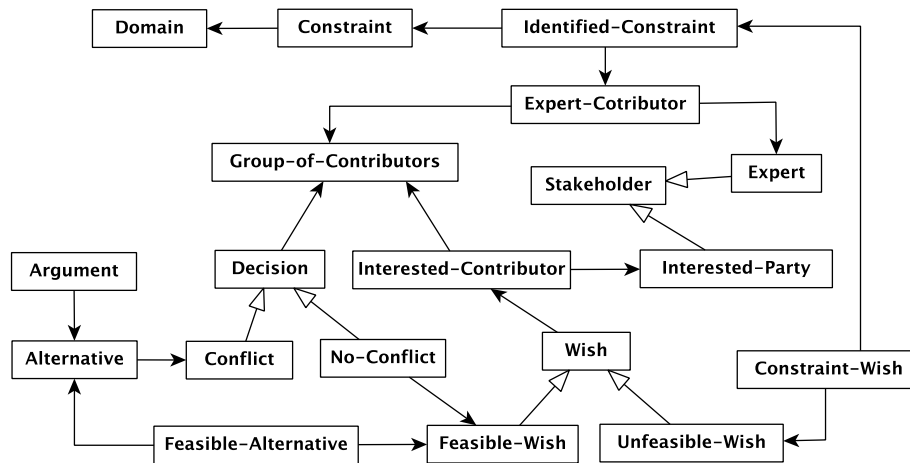 Domain
Constraint
Identified-Constraint
Expert-Cotributor
Group-of-Contributors
Expert
Stakeholder
Argument
Decision
Interested-Contributor
Interested-Party
Alternative
Conflict
No-Conflict
Wish
Constraint-Wish
Feasible-Alternative
Feasible-Wish
Unfeasible-Wish